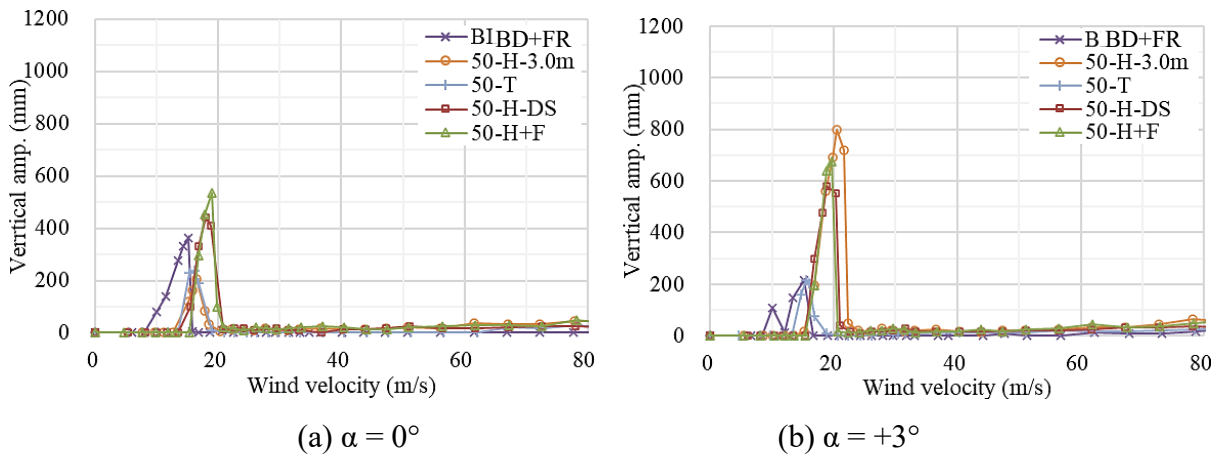 1200
1000
800
600
400
200
0
Verrtical amp. (mm)
BI BD+FR
50-H-3.0m
50-T
50-H-DS
50-H+F
0 20 40 60 80
Wind velocity (m/s)
(a) α = 0°
1200
1000
800
600
400
200
0
Vertical amp. (mm)
B BD+FR
50-H-3.0m
50-T
50-H-DS
50-H+F
0 20 40 60 80
Wind velocity (m/s)
(b) α = +3°